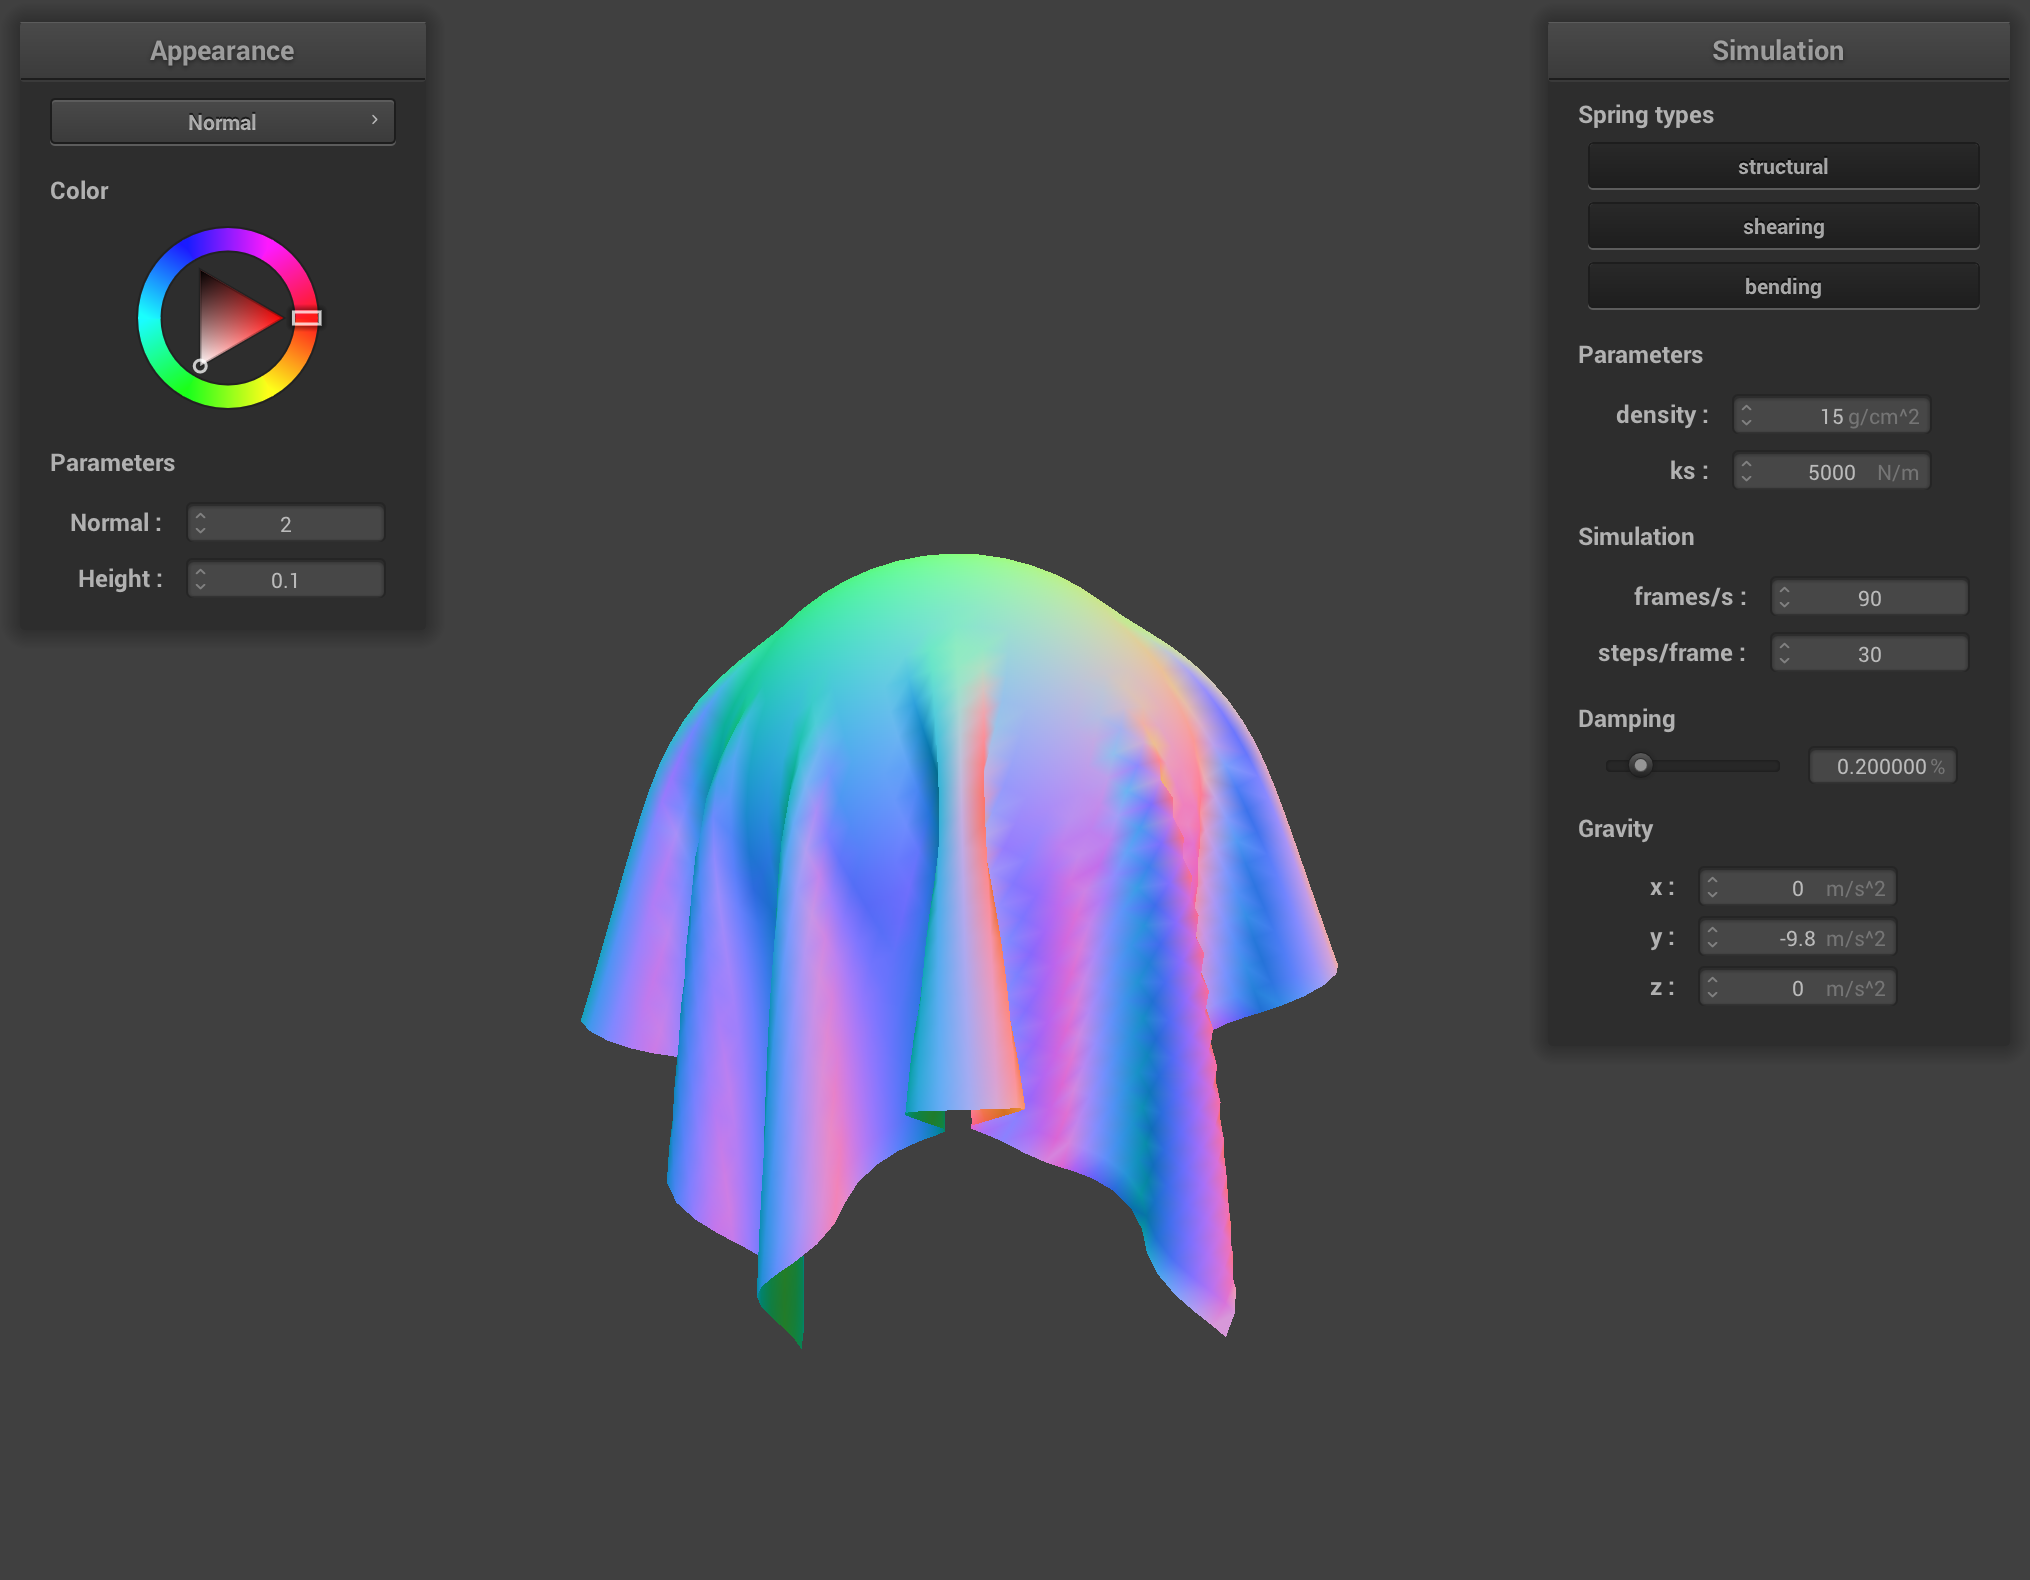 Appearance
Normal
Color
Parameters
Normal : 2
Height : 0.1
Simulation
Spring types
structural
shearing
bending
Parameters
density : 15 g/cm^2
ks : 5000 N/m
Simulation
frames/s : 90
steps/frame : 30
Damping
0.200000 %
Gravity
x : 0 m/s^2
y : -9.8 m/s^2
z : 0 m/s^2